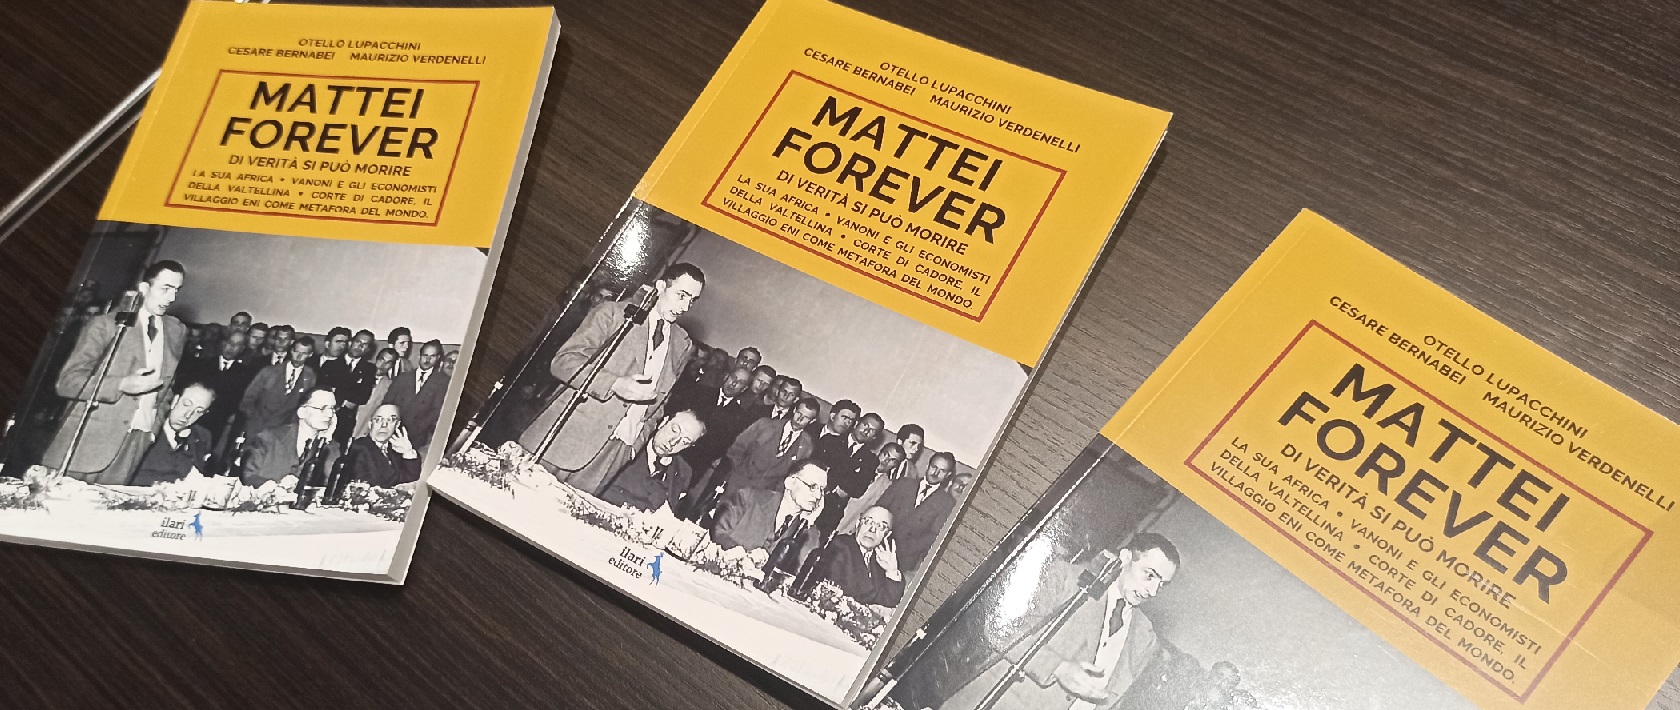 OTELLO LUPACCHINI
CESARE BERNABEI MAURIZIO VERDENELLI
MATTEI
FOREVER
DI VERITÀ SI PUÒ MORIRE
LA SUA AFRICA • VANONI E GLI ECONOMISTI
DELLA VALTELLINA • CORTE DI CADORE, IL
VILLAGGIO ENI COME METAFORA DEL MONDO.
ilari
editore
OTELLO LUPACCHINI
CESARE BERNABEI MAURIZIO VERDENELLI
MATTEI
FOREVER
DI VERITÀ SI PUÒ MORIRE
LA SUA AFRICA • VANONI E GLI ECONOMISTI
DELLA VALTELLINA • CORTE DI CADORE, IL
VILLAGGIO ENI COME METAFORA DEL MONDO.
ilari
editore
OTELLO LUPACCHINI
CESARE BERNABEI MAURIZIO VERDENELLI
MATTEI
FOREVER
DI VERITÀ SI PUÒ MORIRE
LA SUA AFRICA • VANONI E GLI ECONOMISTI
DELLA VALTELLINA • CORTE DI CADORE, IL
VILLAGGIO ENI COME METAFORA DEL MONDO.